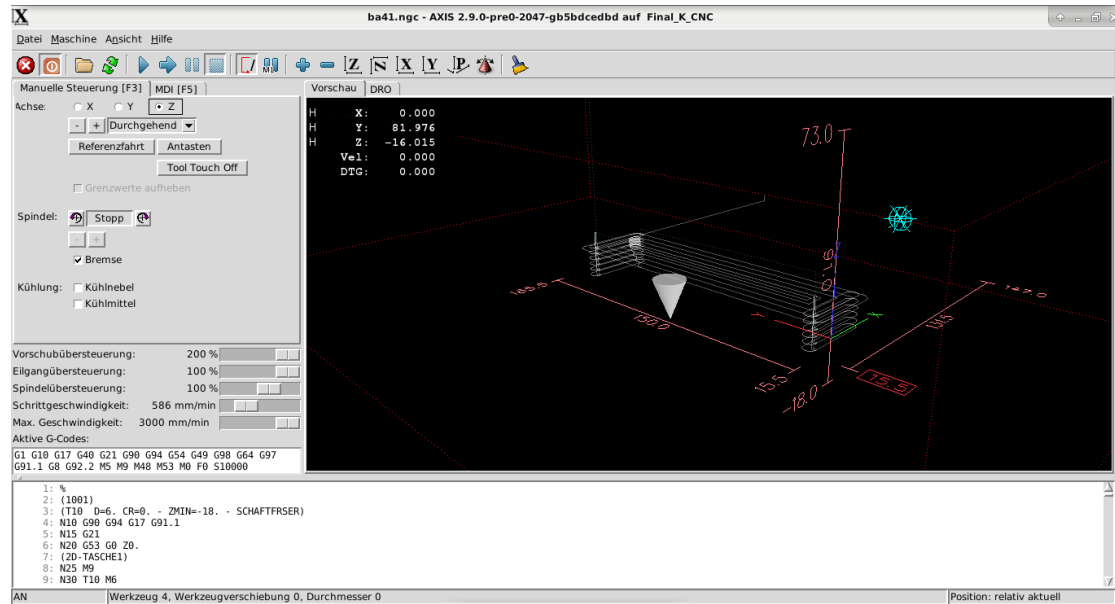 ba41.ngc - AXIS 2.9.0-pre0-2047-gb5bdcedbd auf Final_K_CNC
Datei Maschine Ansicht Hilfe
Manuelle Steuerung [F3] MDI [F5]
Achse: X Y Z
- + Durchgehend
Referenzfahrt Antasten
Tool Touch Off
Grenzwerte aufheben
Spindel: Stopp
- +
Bremse
Kühlung: Kühlnebel
Kühlmittel
Vorschubübersteuerung: 200 %
Eilgangübersteuerung: 100 %
Spindelübersteuerung: 100 %
Schrittgeschwindigkeit: 586 mm/min
Max. Geschwindigkeit: 3000 mm/min
Aktive G-Codes:
G1 G10 G17 G40 G21 G90 G94 G54 G49 G98 G64 G97
G91.1 G8 G92.2 M5 M9 M48 M53 M0 F0 S10000
Vorschau DRO
H X: 0.000
H Y: 81.976
H Z: -16.015
Vel: 0.000
DTG: 0.000
73.0
91.0
165.5
150.0
15.5
-18.0
15.5
131.5
147.0
X
Y
1: %
2: (1001)
3: (T10 D=6. CR=0. - ZMIN=-18. - SCHAFTFRSER)
4: N10 G90 G94 G17 G91.1
5: N15 G21
6: N20 G53 G0 Z0.
7: (2D-TASCHE1)
8: N25 M9
9: N30 T10 M6
AN Werkzeug 4, Werkzeugverschiebung 0, Durchmesser 0 Position: relativ aktuell